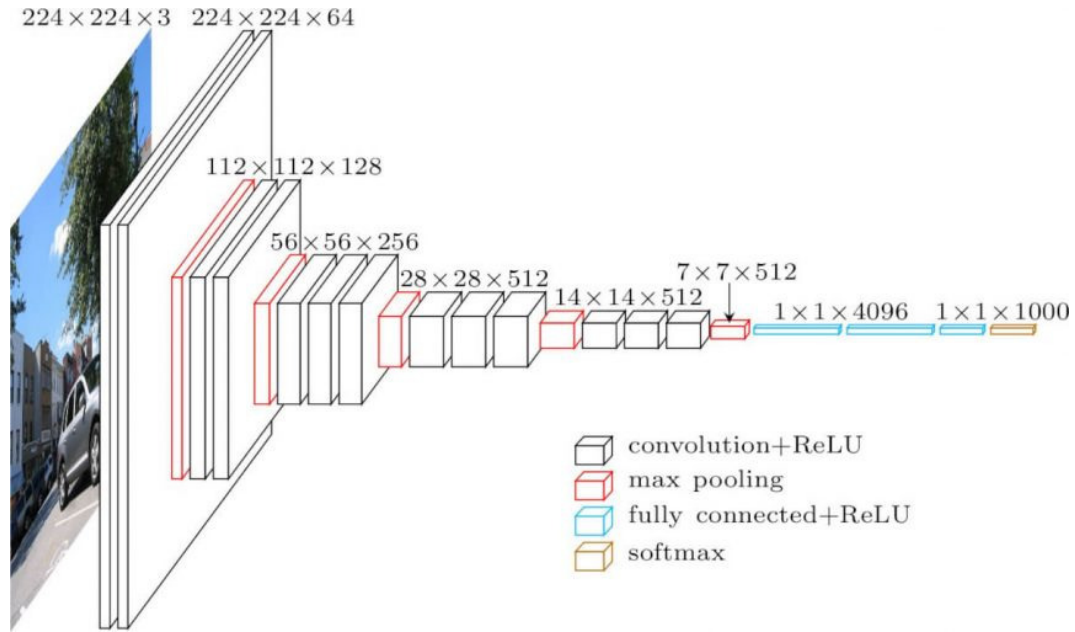 224×224×3
224×224×64
112×112×128
56×56×256
28×28×512
14×14×512
7×7×512
1×1×4096
1×1×1000
convolution+ReLU
max pooling
fully connected+ReLU
softmax